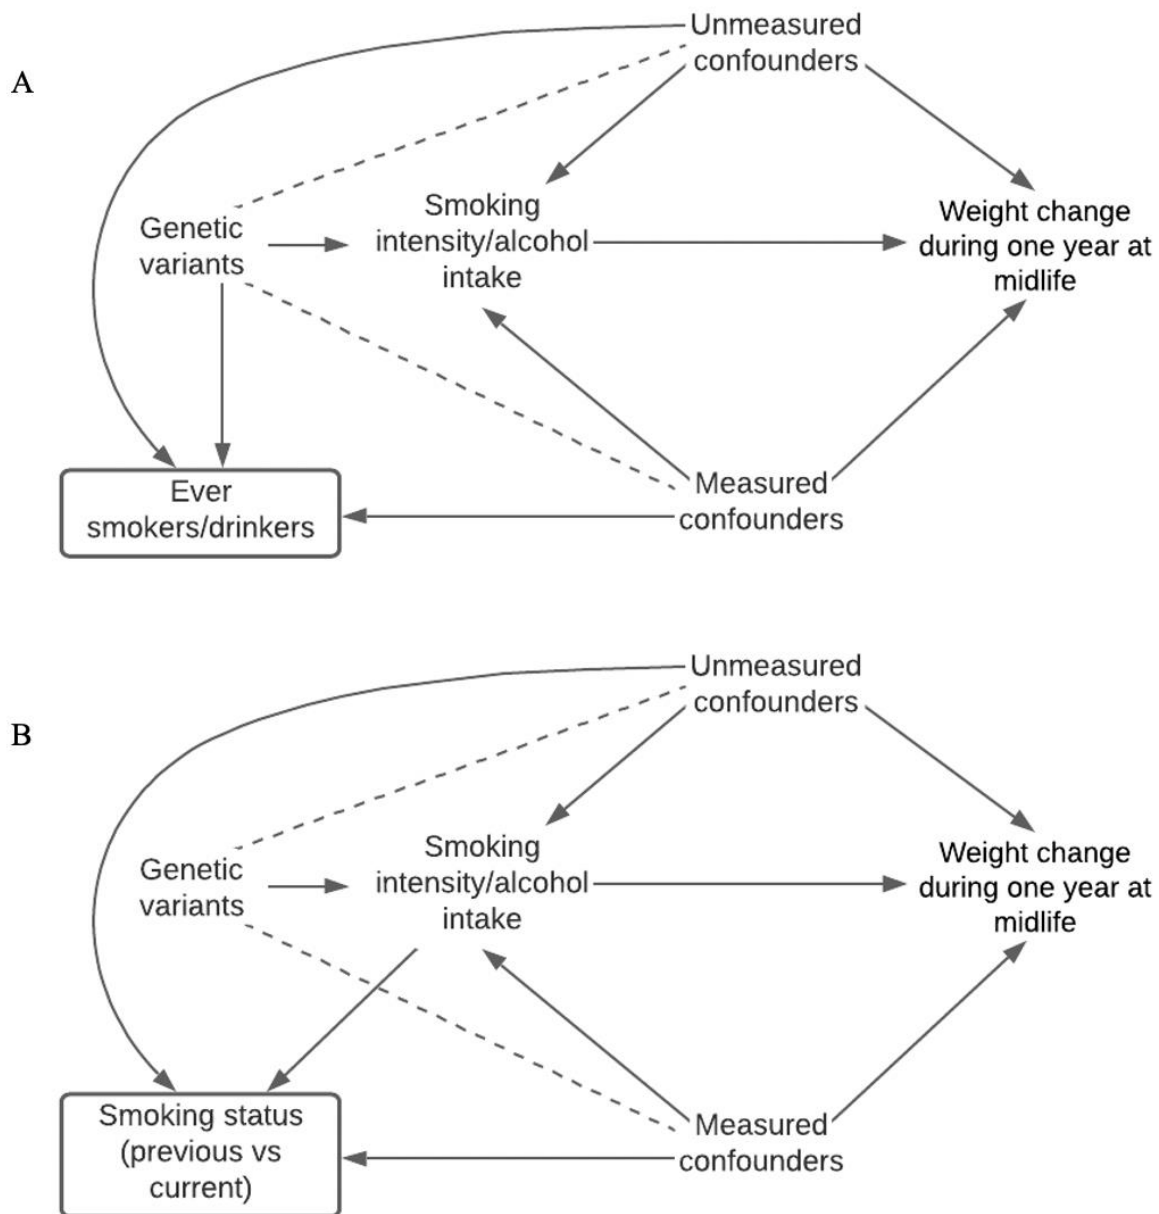 A
Unmeasured
confounders
Genetic
variants
Smoking
intensity/alcohol
intake
Weight change
during one year at
midlife
Ever
smokers/drinkers
Measured
confounders
B
Unmeasured
confounders
Genetic
variants
Smoking
intensity/alcohol
intake
Weight change
during one year at
midlife
Smoking status
(previous vs
current)
Measured
confounders